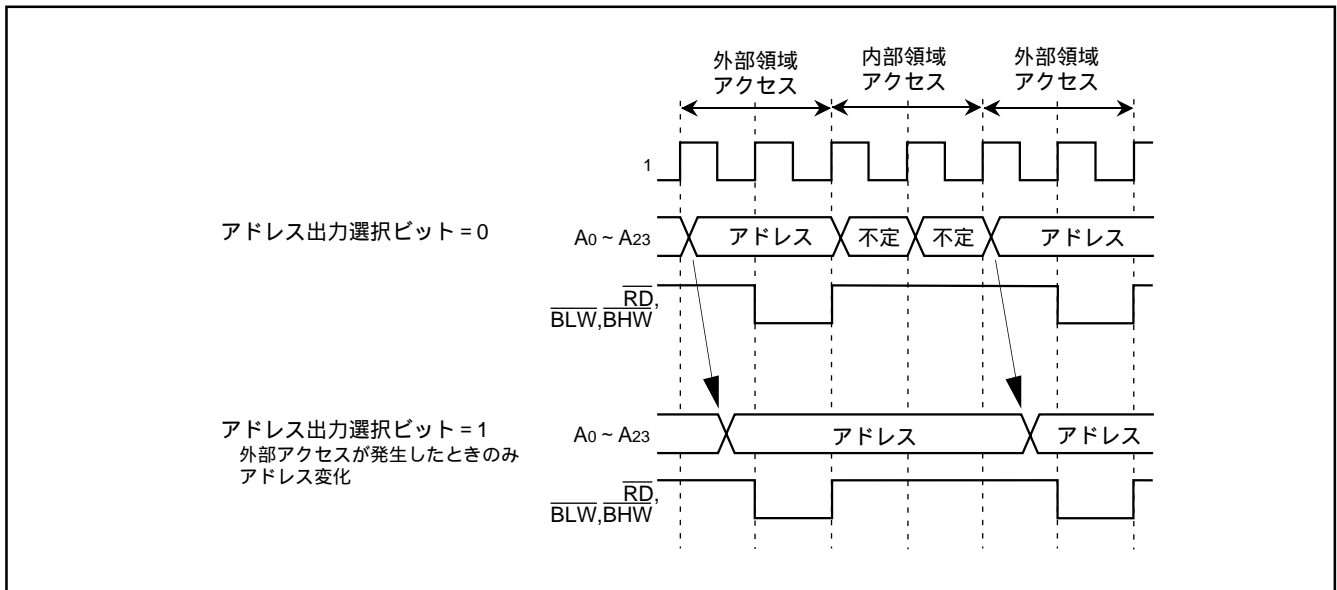 外部領域
アクセス
内部領域
アクセス
外部領域
アクセス
1
アドレス出力選択ビット = 0
A0 ~ A23
アドレス
不定
不定
アドレス
RD,
BLW,BHW
アドレス出力選択ビット = 1
外部アクセスが発生したときのみ
アドレス変化
A0 ~ A23
アドレス
アドレス
RD,
BLW,BHW